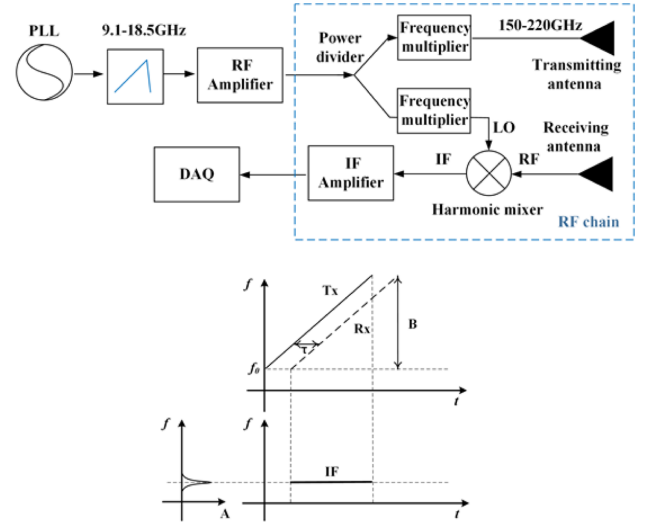 PLL
9.1-18.5GHz
RF
Amplifier
Power
divider
Frequency
multiplier
150-220GHz
Transmitting
antenna
Frequency
multiplier
LO
Receiving
antenna
DAQ
IF
Amplifier
IF
RF
Harmonic mixer
RF chain
f
Tx
Rx
B
τ
f0
t
f
f
IF
A
t